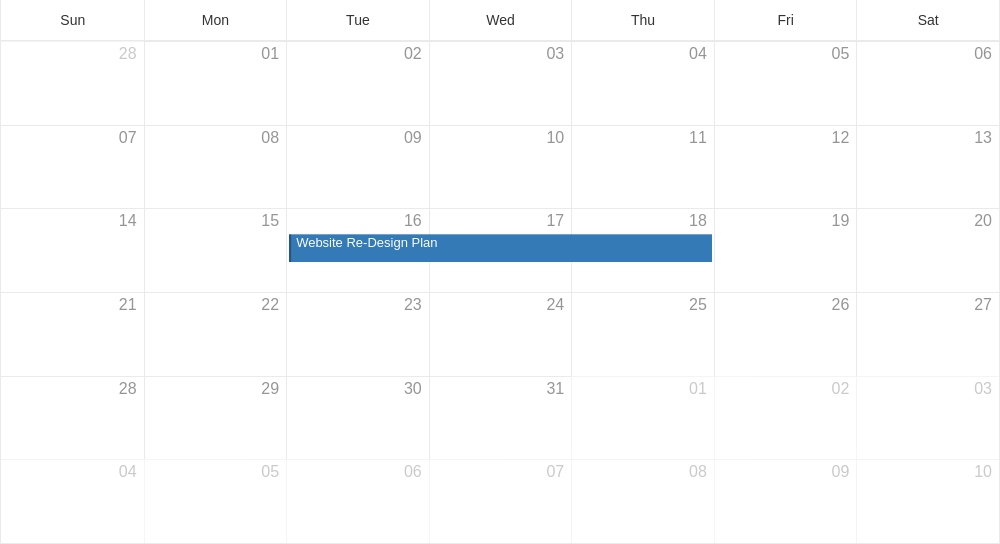 Sun Mon Tue Wed Thu Fri Sat
28 01 02 03 04 05 06
07 08 09 10 11 12 13
14 15 16 17 18 19 20
Website Re-Design Plan
21 22 23 24 25 26 27
28 29 30 31 01 02 03
04 05 06 07 08 09 10